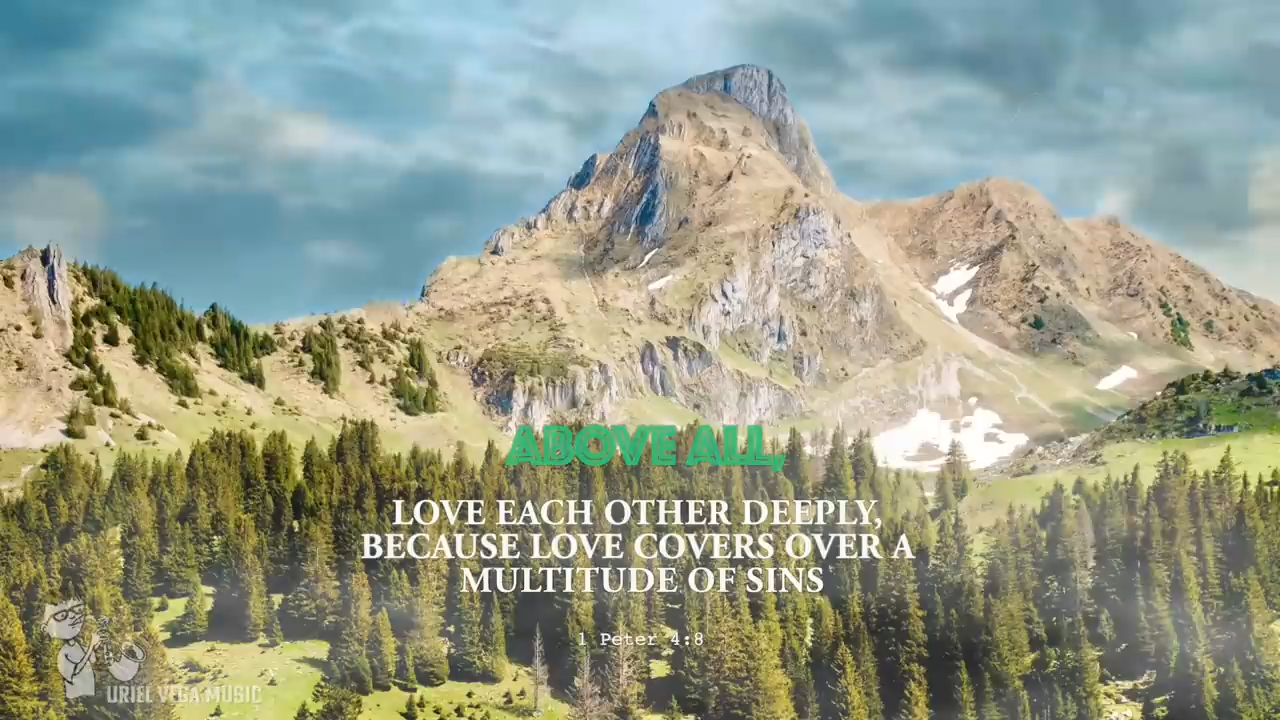 ABOVE ALL,
LOVE EACH OTHER DEEPLY,
BECAUSE LOVE COVERS OVER A
MULTITUDE OF SINS
1 Peter 4:8
URIEL VEGA MUSIC